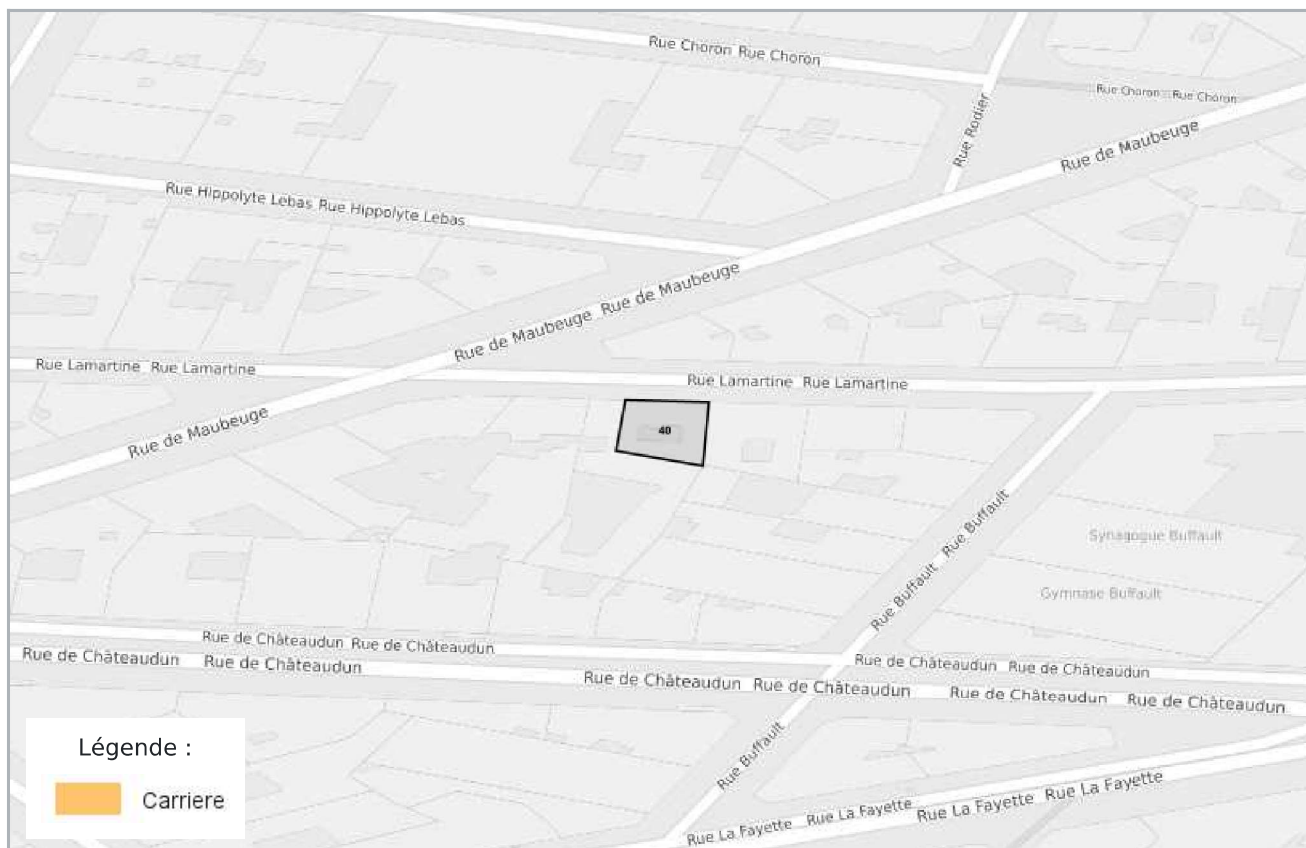 Rue Choron Rue Choron
Rue Choron Rue Choron
Rue Rodier
Rue de Maubeuge
Rue Hippolyte Lebas Rue Hippolyte Lebas
Rue de Maubeuge Rue de Maubeuge
Rue Lamartine Rue Lamartine
Rue Lamartine Rue Lamartine
Rue de Maubeuge
40
Rue Buffault Rue Buffault
Synagogue Buffault
Gymnase Buffault
Rue de Châteaudun Rue de Châteaudun
Rue de Châteaudun Rue de Châteaudun
Rue de Châteaudun Rue de Châteaudun
Rue de Châteaudun Rue de Châteaudun
Rue de Châteaudun Rue de Châteaudun
Rue Buffault
Légende :
Carriere
Rue La Fayette Rue La Fayette
Rue La Fayette Rue La Fayette